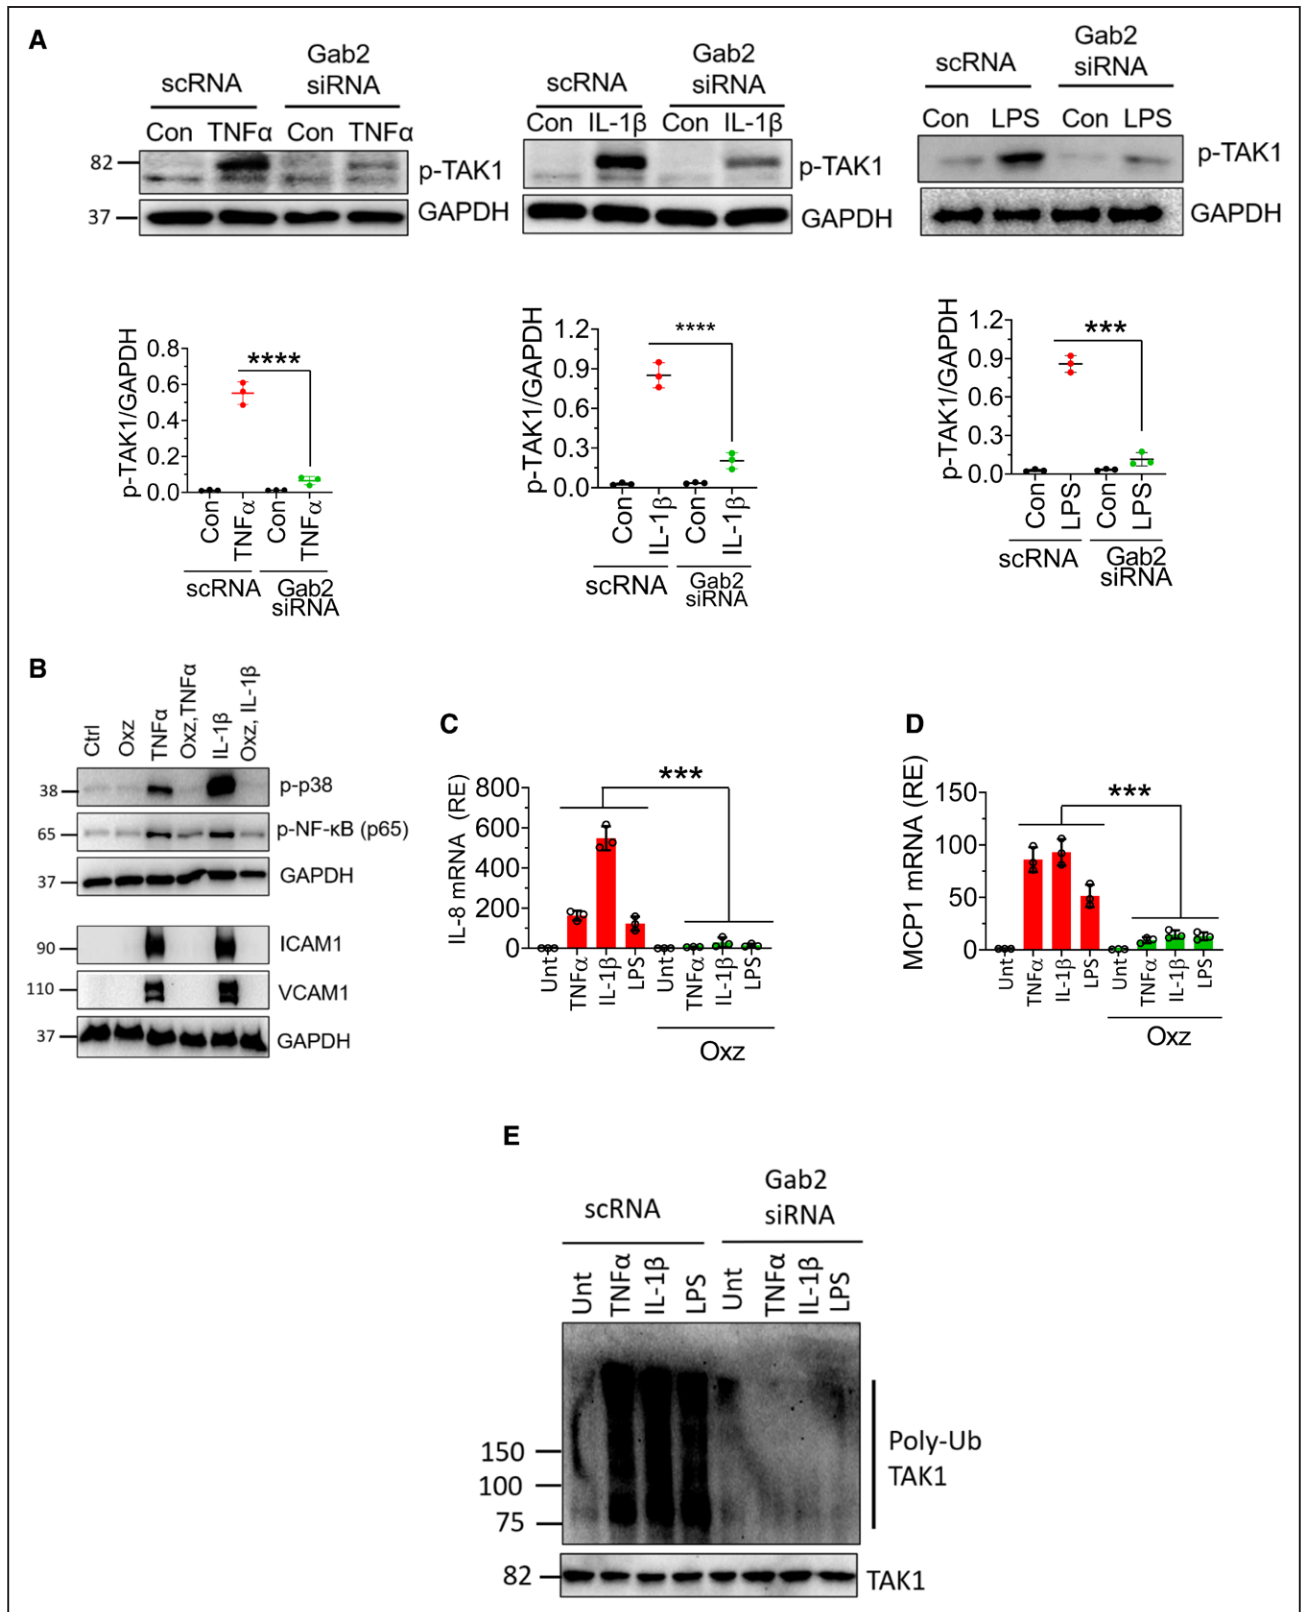 A
scRNA
Gab2
siRNA
Con TNFα Con TNFα
82
p-TAK1
37
GAPDH
scRNA
Gab2
siRNA
Con IL-1β Con IL-1β
p-TAK1
GAPDH
scRNA
Gab2
siRNA
Con LPS Con LPS
p-TAK1
GAPDH
p-TAK1/GAPDH
0.8
0.6
0.4
0.2
0.0
****
Con
TNFα
Con
TNFα
scRNA
Gab2
siRNA
p-TAK1/GAPDH
1.2
0.9
0.6
0.3
0.0
****
Con
IL-1β
Con
IL-1β
scRNA
Gab2
siRNA
p-TAK1/GAPDH
1.2
0.9
0.6
0.3
0.0
***
Con
LPS
Con
LPS
scRNA
Gab2
siRNA
B
Ctrl
Oxz
TNFα
Oxz,TNFα
IL-1β
Oxz, IL-1β
38
p-p38
65
p-NF-κB (p65)
37
GAPDH
90
ICAM1
110
VCAM1
37
GAPDH
C
IL-8 mRNA (RE)
800
600
400
200
0
***
Unt
TNFα
IL-1β
LPS
Unt
TNFα
IL-1β
LPS
Oxz
D
MCP1 mRNA (RE)
150
100
50
0
***
Unt
TNFα
IL-1β
LPS
Unt
TNFα
IL-1β
LPS
Oxz
E
scRNA
Gab2
siRNA
Unt
TNFα
IL-1β
LPS
Unt
TNFα
IL-1β
LPS
150
100
75
Poly-Ub
TAK1
82
TAK1